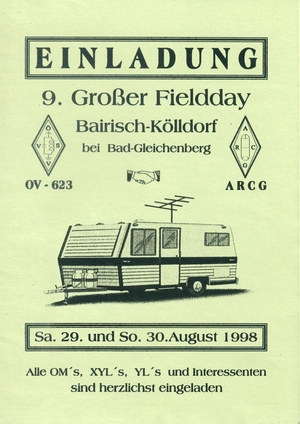 EINLADUNG
9. Großer Fieldday
Bairisch-Kölldorf
bei Bad-Gleichenberg
OV - 623
ARCG
Sa. 29. und So. 30.August 1998
Alle OM´s, XYL´s, YL´s und Interessenten
sind herzlichst eingeladen